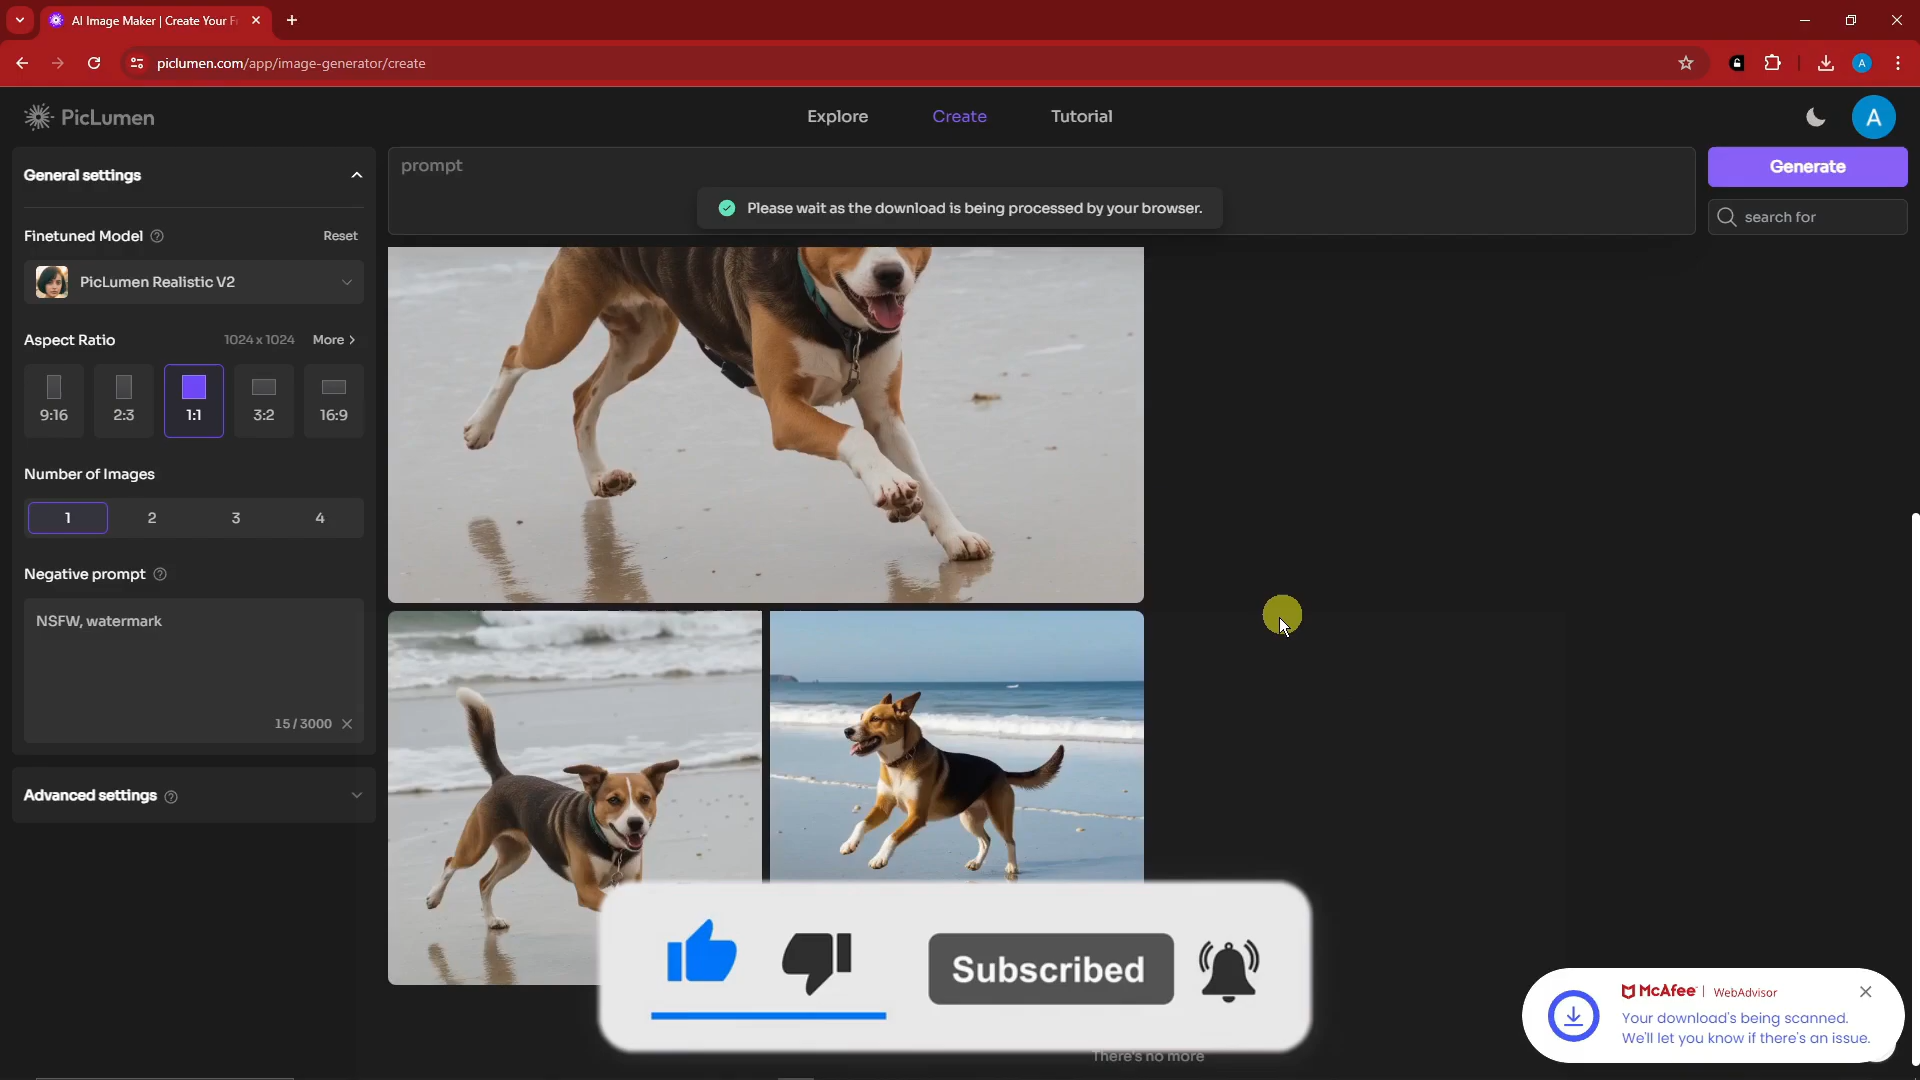 AI Image Maker | Create Your F
piclumen.com/app/image-generator/create
A
PicLumen
Explore
Create
Tutorial
A
General settings
prompt
Generate
Please wait as the download is being processed by your browser.
search for
Finetuned Model
Reset
PicLumen Realistic V2
Aspect Ratio
1024 x 1024
More
9:16
2:3
1:1
3:2
16:9
Number of Images
1
2
3
4
Negative prompt
NSFW, watermark
15 / 3000
Advanced settings
Subscribed
McAfee | WebAdvisor
Your download's being scanned.
We'll let you know if there's an issue.
There's no more